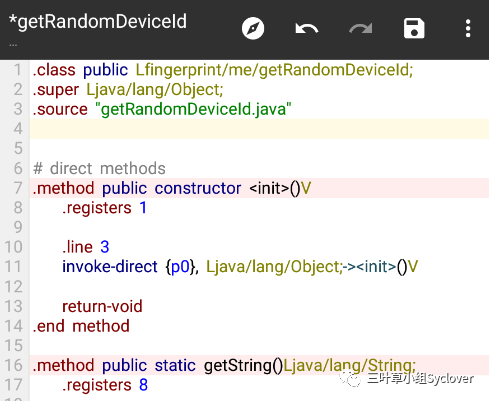 *getRandomDeviceId
...
1 .class public Lfingerprint/me/getRandomDeviceId;
2 .super Ljava/lang/Object;
3 .source "getRandomDeviceId.java"
4
5
6 # direct methods
7 .method public constructor <init>()V
8 .registers 1
9
10 .line 3
11 invoke-direct {p0}, Ljava/lang/Object;-><init>()V
12
13 return-void
14 .end method
15
16 .method public static getString()Ljava/lang/String;
17 .registers 8
三叶草小组Syclover